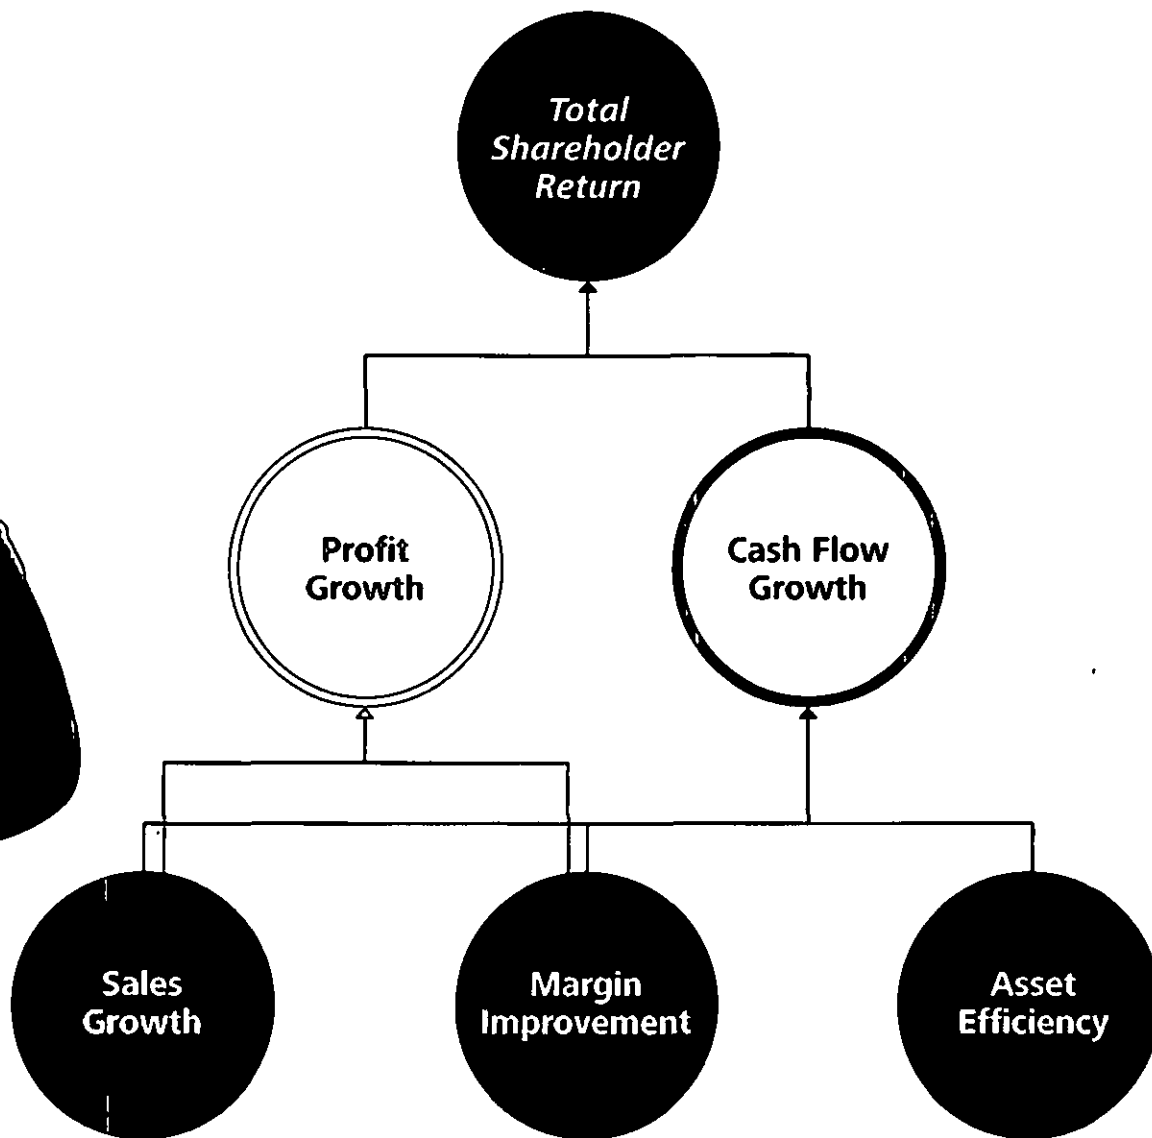 Total
Shareholder
Return
Profit
Growth
Cash Flow
Growth
Sales
Growth
Margin
Improvement
Asset
Efficiency